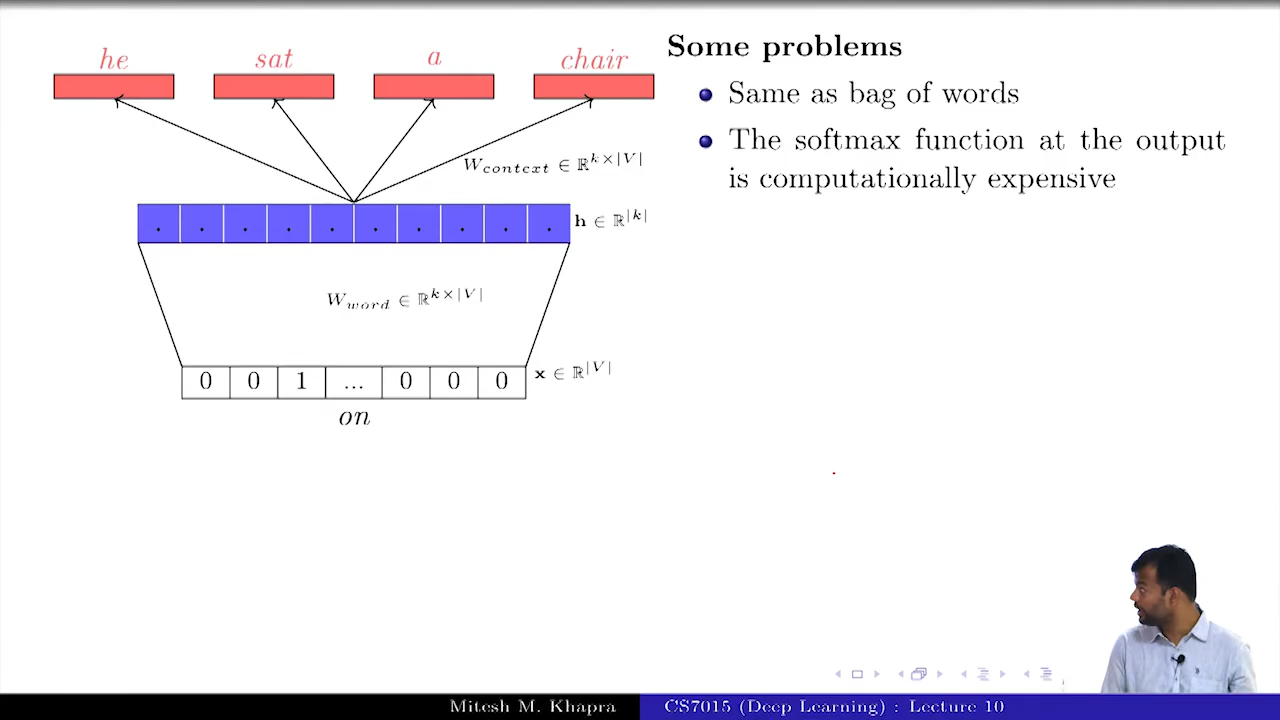 he sat a chair
W_context ∈ ℝ^{k×|V|}
. . . . . . . . . .
h ∈ ℝ^{|k|}
W_word ∈ ℝ^{k×|V|}
0 0 1 ... 0 0 0
x ∈ ℝ^{|V|}
on
Some problems
Same as bag of words
The softmax function at the output
is computationally expensive
Mitesh M. Khapra
CS7015 (Deep Learning) : Lecture 10